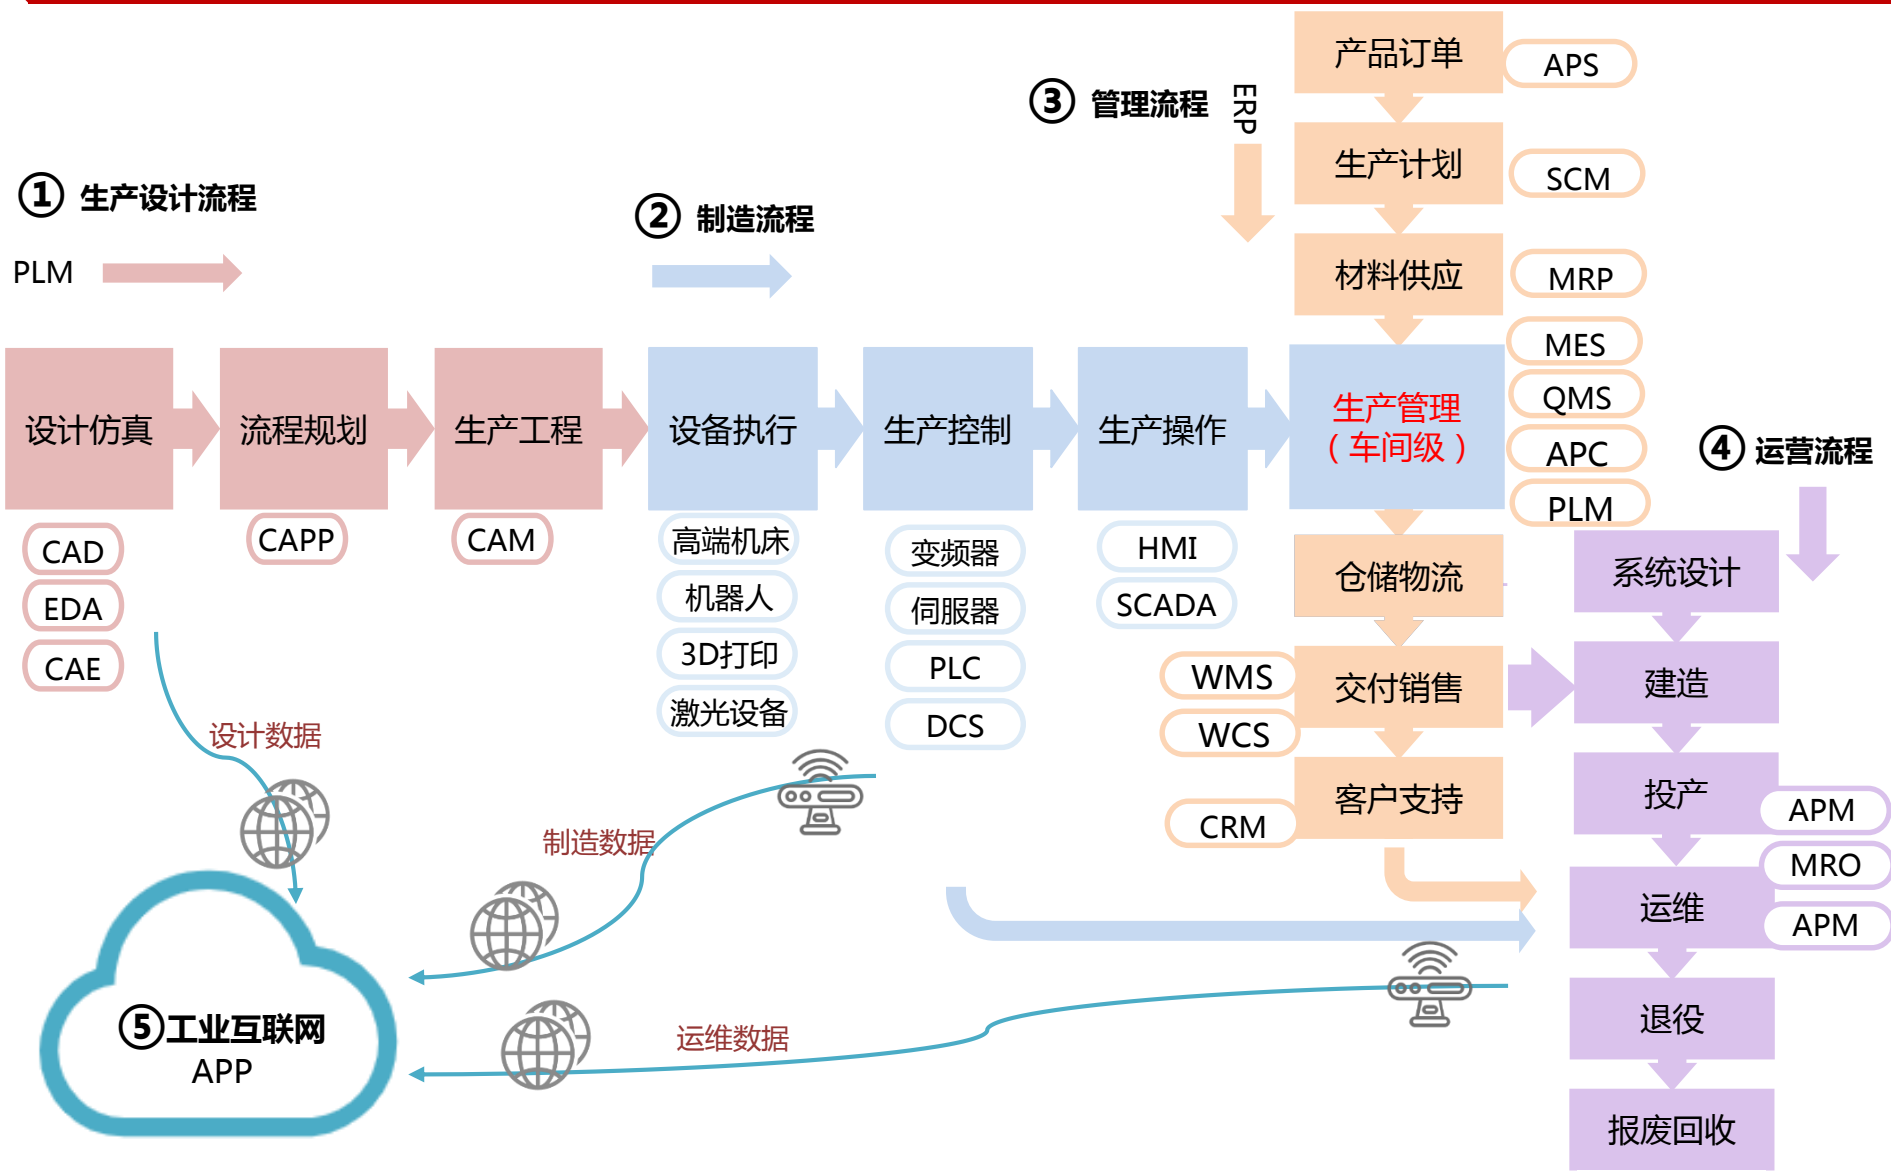 产品订单
APS
③ 管理流程
ERP
生产计划
SCM
① 生产设计流程
② 制造流程
PLM
材料供应
MRP
MES
设计仿真
流程规划
生产工程
设备执行
生产控制
生产操作
生产管理
（车间级）
QMS
APC
④ 运营流程
PLM
CAD
CAPP
CAM
高端机床
变频器
HMI
仓储物流
系统设计
EDA
机器人
伺服器
SCADA
CAE
3D打印
PLC
WMS
交付销售
建造
激光设备
DCS
WCS
设计数据
客户支持
投产
APM
CRM
制造数据
MRO
运维
APM
⑤工业互联网
APP
运维数据
退役
报废回收